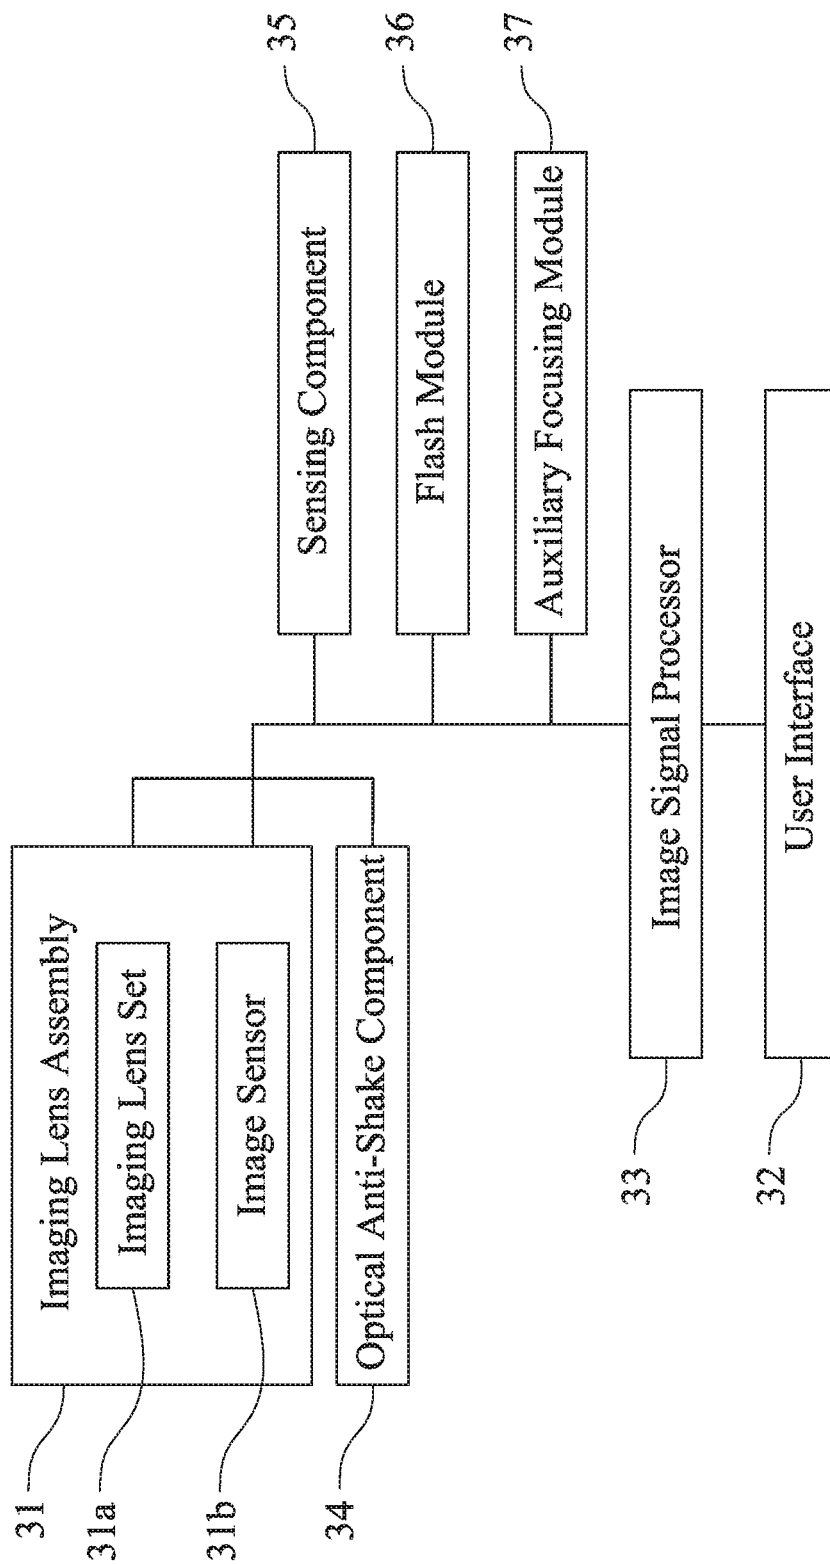 31
Imaging Lens Assembly
31a
Imaging Lens Set
31b
Image Sensor
34
Optical Anti-Shake Component
Sensing Component
35
Flash Module
36
Auxiliary Focusing Module
37
33
Image Signal Processor
32
User Interface